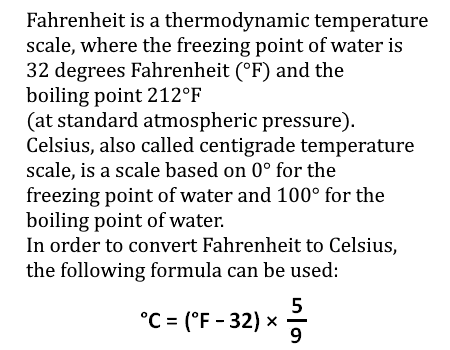 Fahrenheit is a thermodynamic temperature
scale, where the freezing point of water is
32 degrees Fahrenheit (°F) and the
boiling point 212°F
(at standard atmospheric pressure).
Celsius, also called centigrade temperature
scale, is a scale based on 0° for the
freezing point of water and 100° for the
boiling point of water.
In order to convert Fahrenheit to Celsius,
the following formula can be used:
°C = (°F – 32) × 5/9